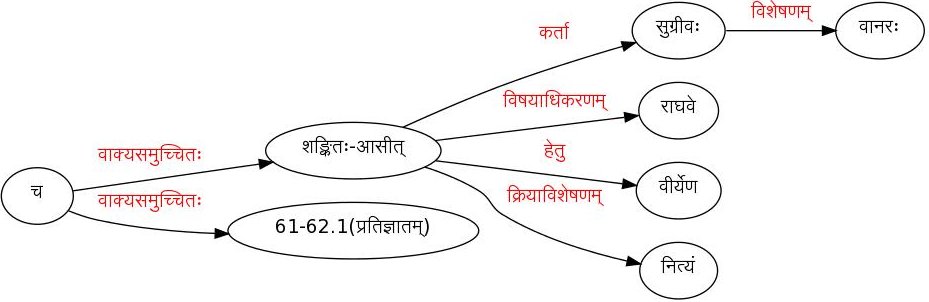 च
वाक्यसमुच्चितः
वाक्यसमुच्चितः
शङ्कितः-आसीत्
61-62.1(प्रतिज्ञातम्)
कर्ता
विषयाधिकरणम्
हेतु
क्रियाविशेषणम्
सुग्रीवः
विशेषणम्
वानरः
राघवे
वीर्येण
नित्यं